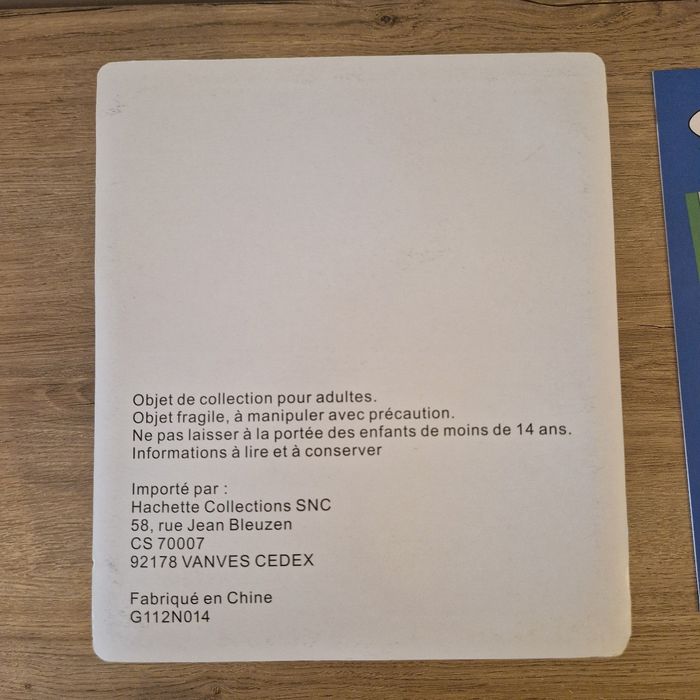 Objet de collection pour adultes.
Objet fragile, à manipuler avec précaution.
Ne pas laisser à la portée des enfants de moins de 14 ans.
Informations à lire et à conserver
Importé par :
Hachette Collections SNC
58, rue Jean Bleuzen
CS 70007
92178 VANVES CEDEX
Fabriqué en Chine
G112N014